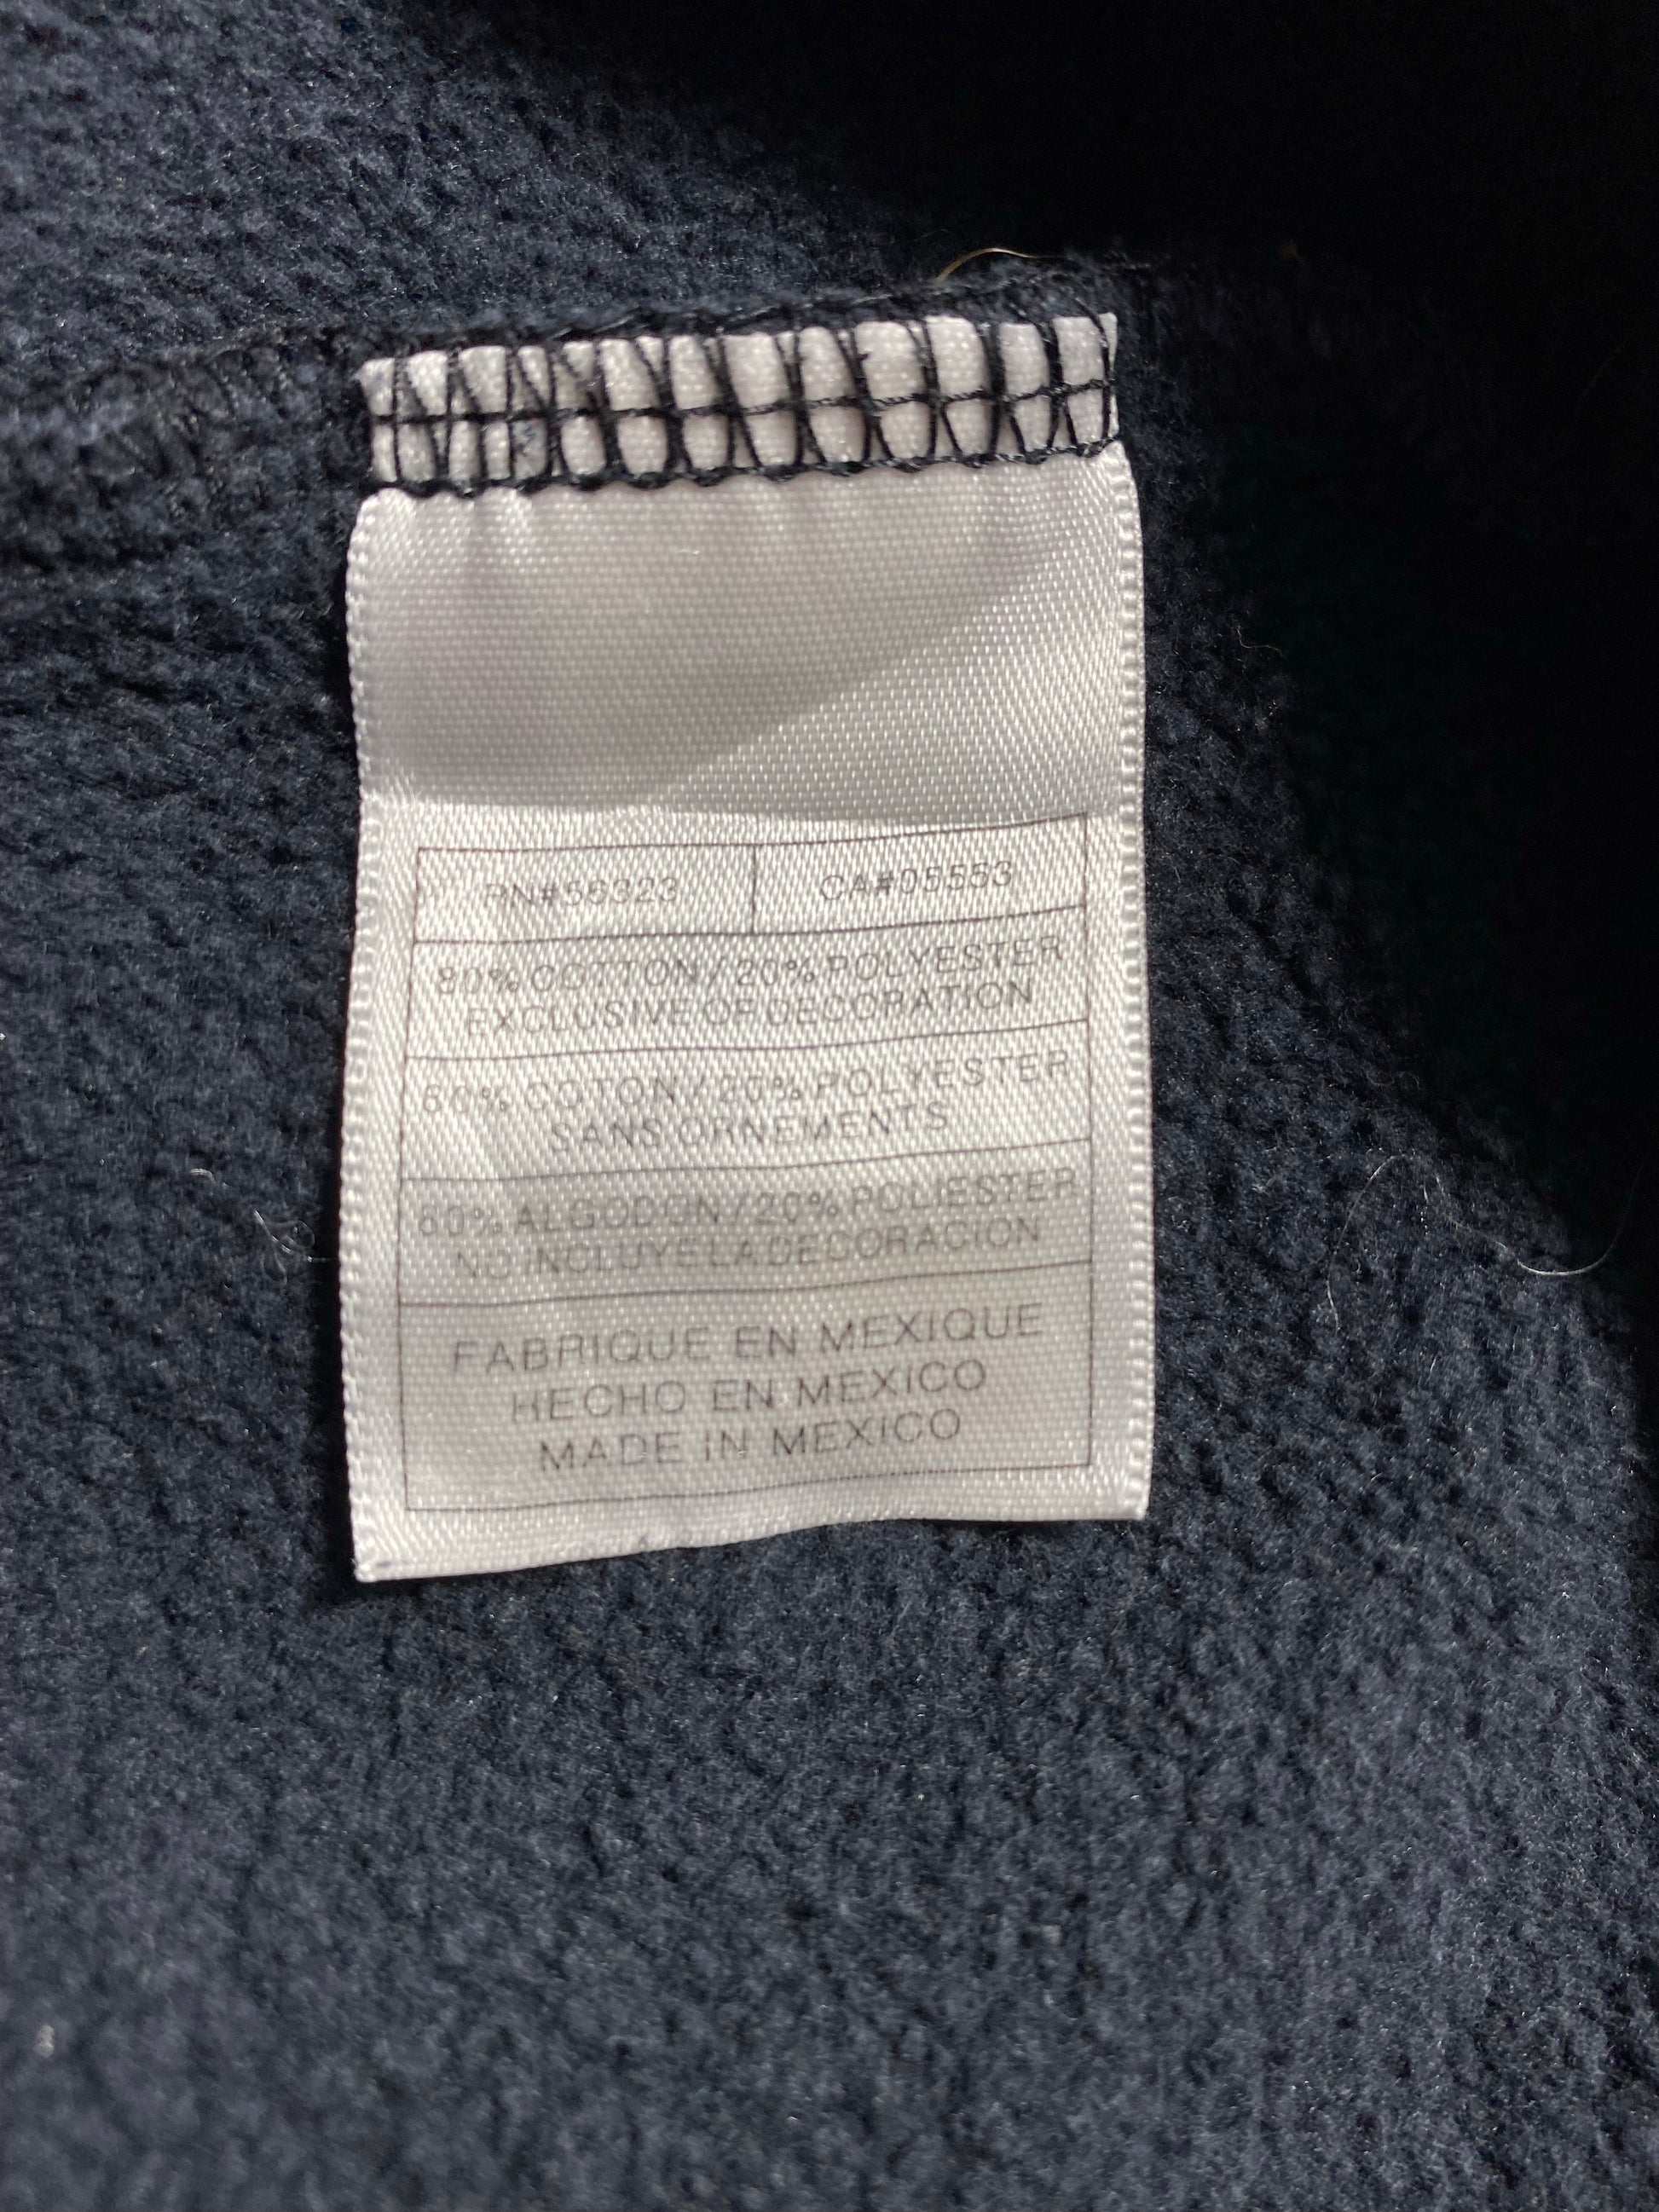 RN#56323
CA#05553
80% COTTON / 20% POLYESTER
EXCLUSIVE OF DECORATION
80% COTON / 20% POLYESTER
SANS ORNEMENTS
80% ALGODON / 20% POLIESTER
NO INCLUYE LA DECORACION
FABRIQUE EN MEXIQUE
HECHO EN MEXICO
MADE IN MEXICO